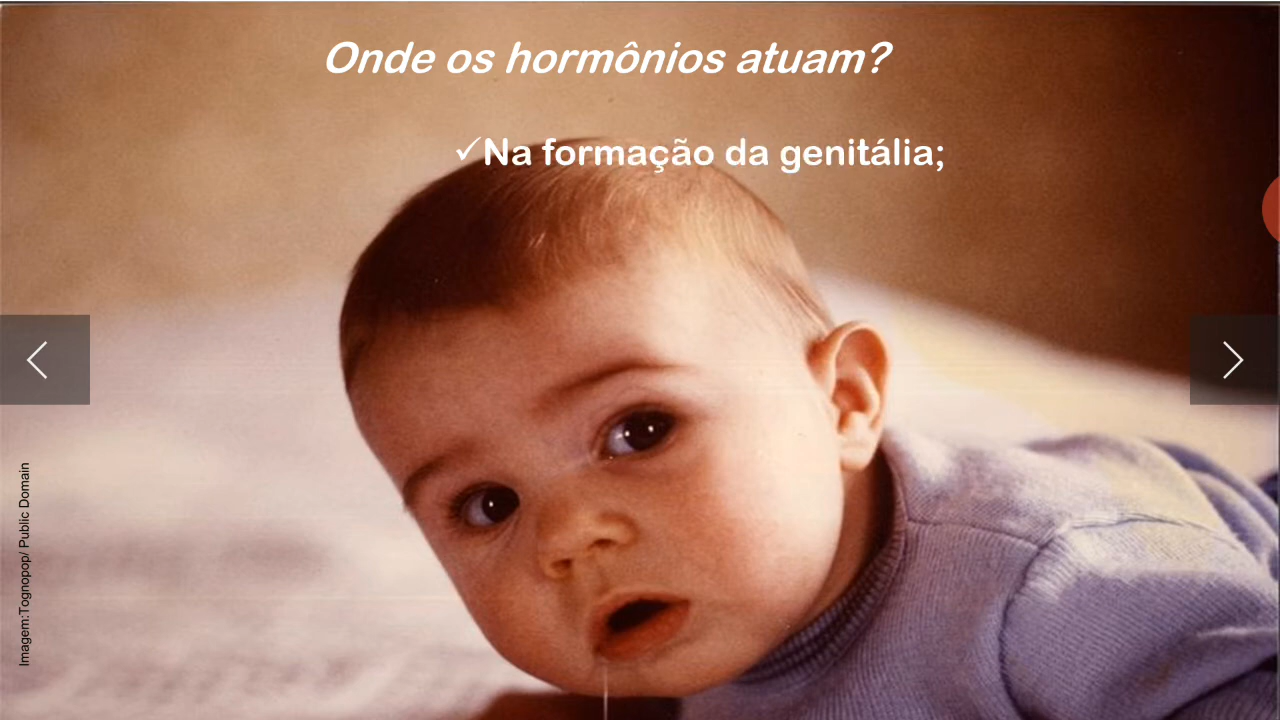 Onde os hormônios atuam?
✓Na formação da genitália;
Imagem:Tognopop/ Public Domain